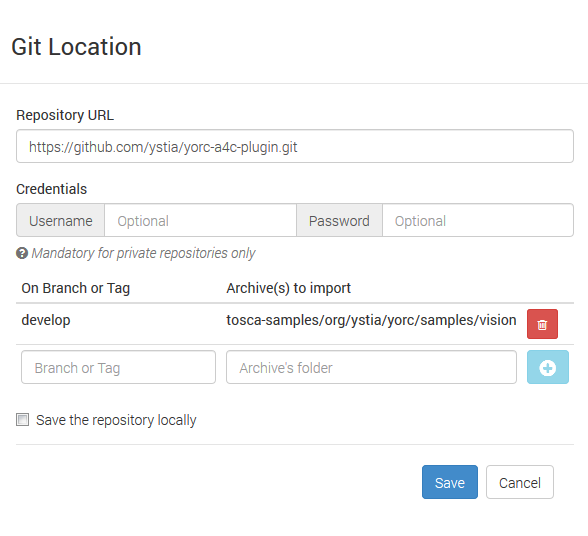 Git Location
Repository URL
https://github.com/ystia/yorc-a4c-plugin.git
Credentials
Username Optional Password Optional
Mandatory for private repositories only
On Branch or Tag Archive(s) to import
develop tosca-samples/org/ystia/yorc/samples/vision
Branch or Tag Archive's folder
Save the repository locally
Save Cancel